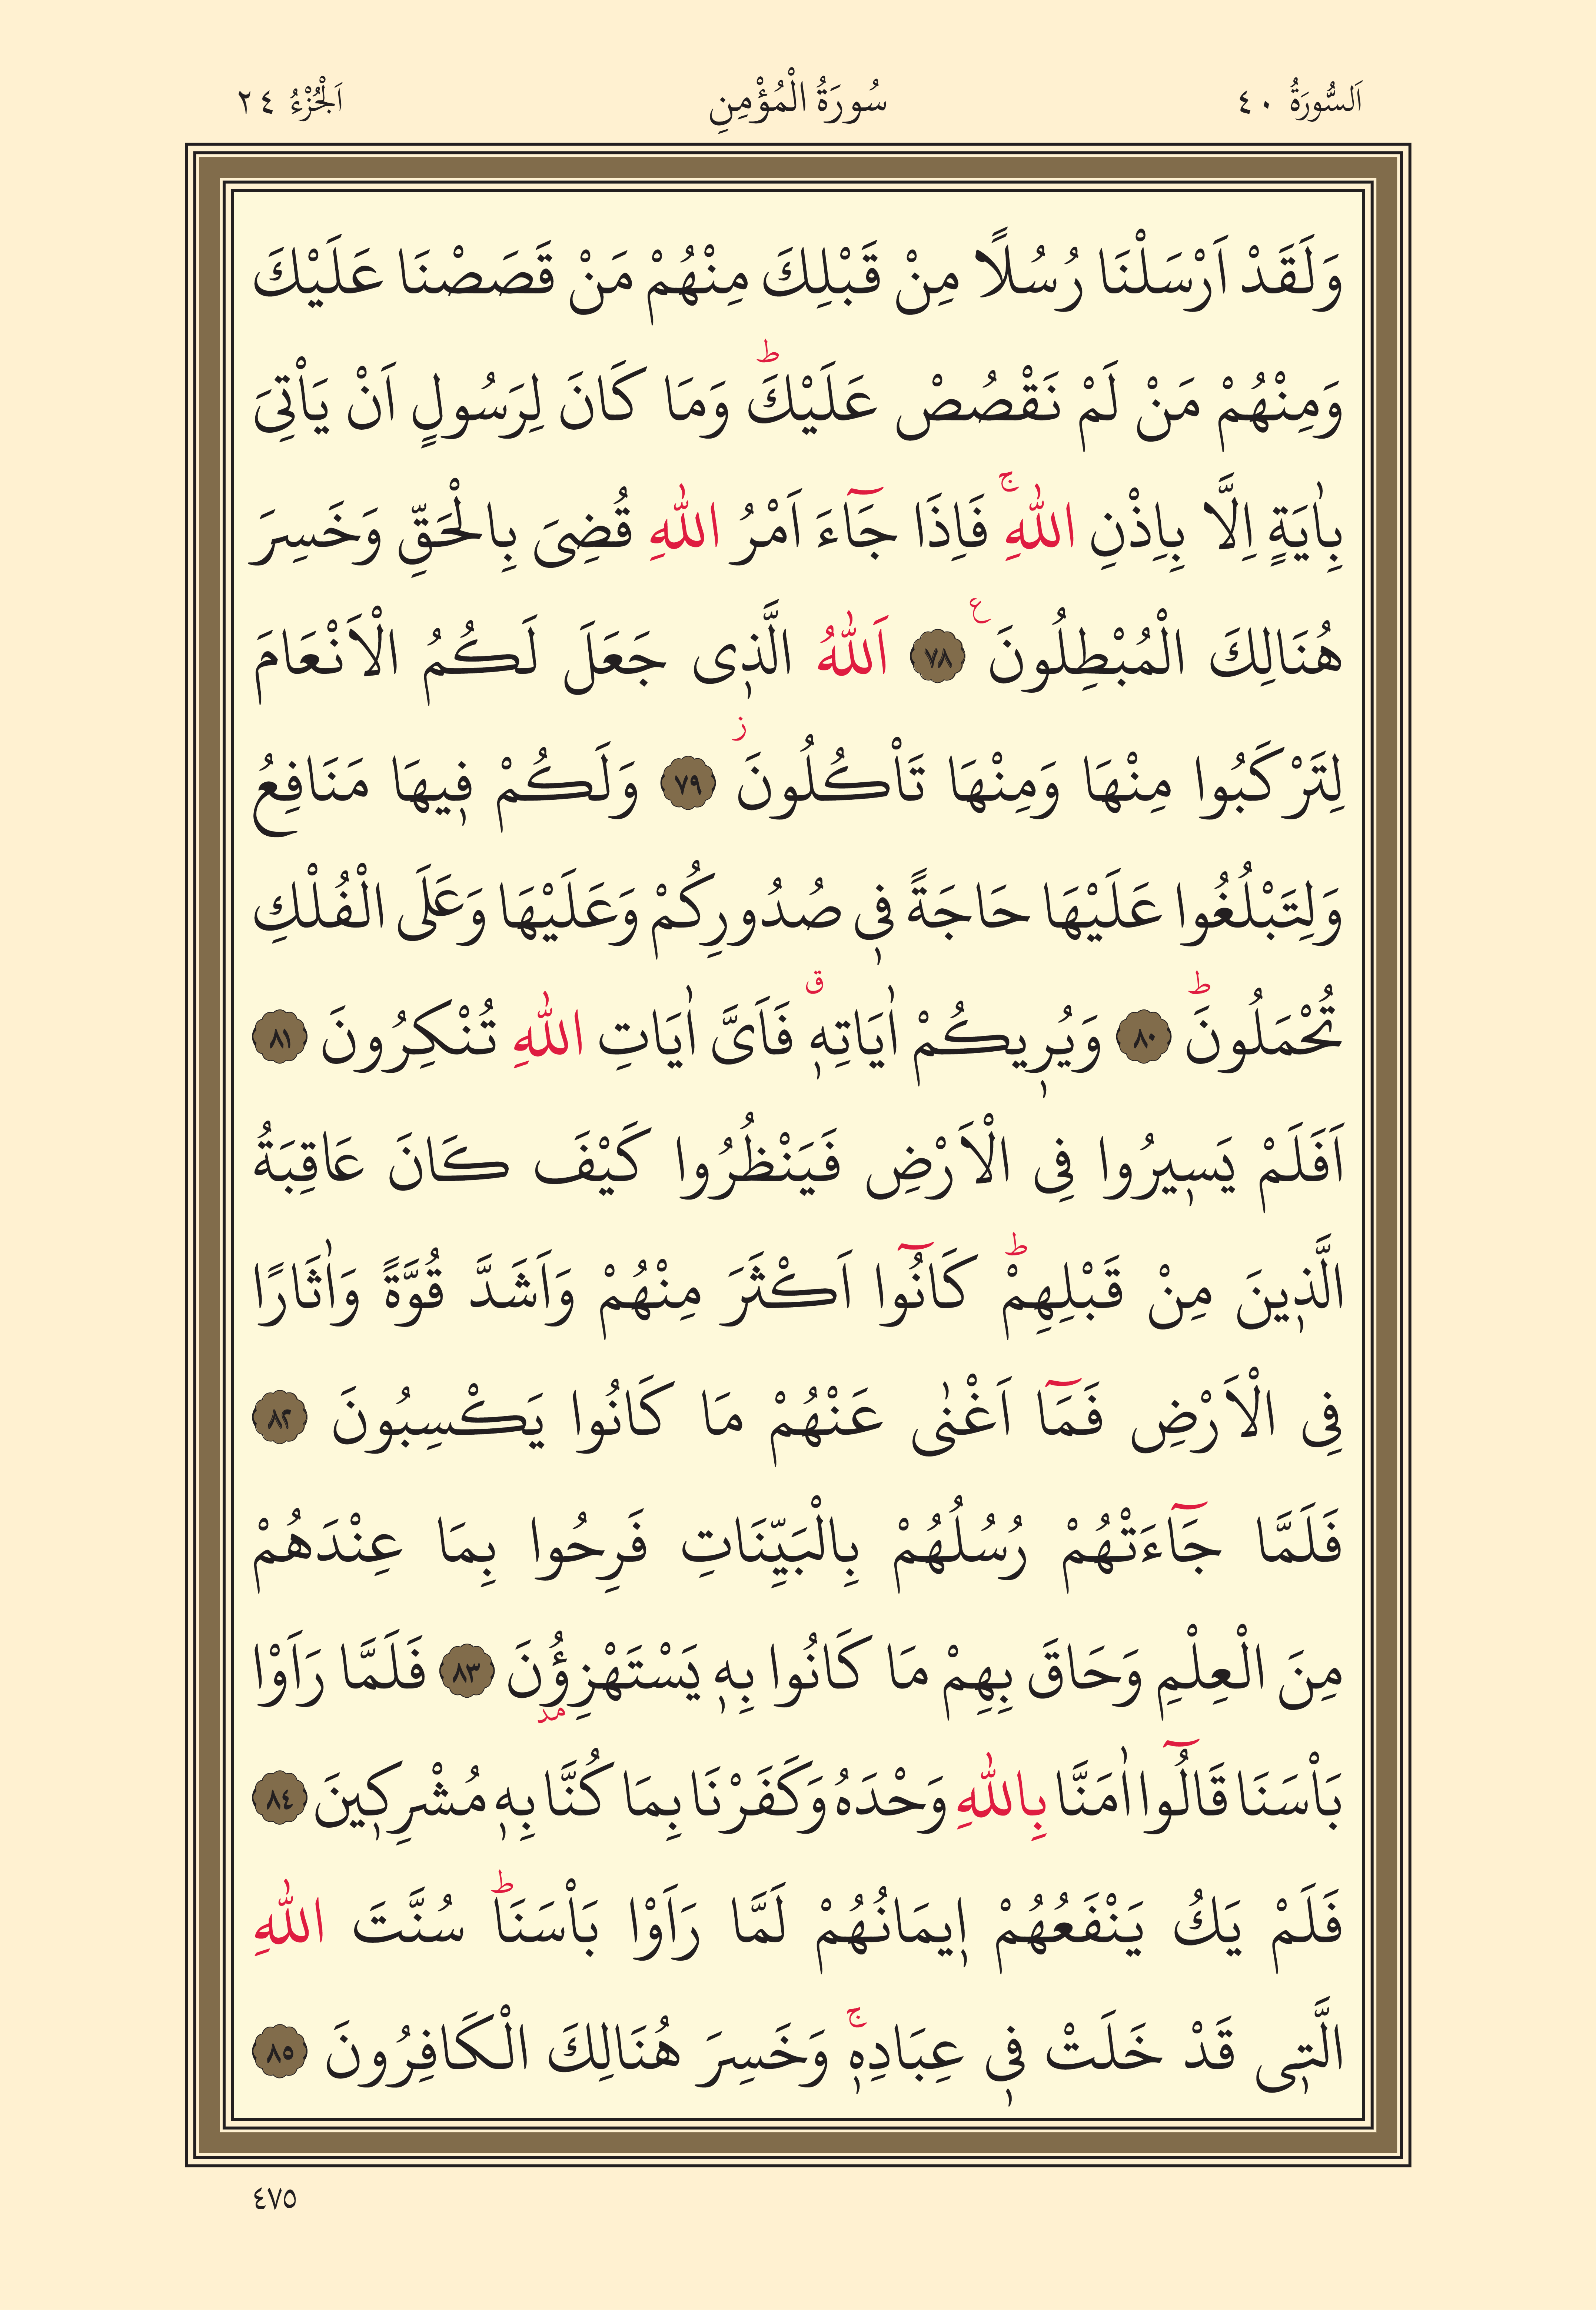 اَلسُّورَةُ ٤٠ سُورَةُ الْمُؤْمِنِ اَلْجُزْءُ ٢٤
وَلَقَدْ اَرْسَلْنَا رُسُلًا مِنْ قَبْلِكَ مِنْهُمْ مَنْ قَصَصْنَا عَلَيْكَ
وَمِنْهُمْ مَنْ لَمْ نَقْصُصْ عَلَيْكَۜ وَمَا كَانَ لِرَسُولٍ اَنْ يَأْتِىَ
بِاٰيَةٍ اِلَّا بِاِذْنِ اللّٰهِۚ فَاِذَا جَٓاءَ اَمْرُ اللّٰهِ قُضِىَ بِالْحَقِّ وَخَسِرَ
هُنَالِكَ الْمُبْطِلُونَ ع ٧٨ اَللّٰهُ الَّذ۪ى جَعَلَ لَكُمُ الْاَنْعَامَ
لِتَرْكَبُوا مِنْهَا وَمِنْهَا تَأْكُلُونَ ز ٧٩ وَلَكُمْ ف۪يهَا مَنَافِعُ
وَلِتَبْلُغُوا عَلَيْهَا حَاجَةً ف۪ى صُدُورِكُمْ وَعَلَيْهَا وَعَلَى الْفُلْكِ
تُحْمَلُونَۜ ٨٠ وَيُر۪يكُمْ اٰيَاتِه۪ۗ فَاَىَّ اٰيَاتِ اللّٰهِ تُنْكِرُونَ ٨١
اَفَلَمْ يَس۪يرُوا فِى الْاَرْضِ فَيَنْظُرُوا كَيْفَ كَانَ عَاقِبَةُ
الَّذ۪ينَ مِنْ قَبْلِهِمْۜ كَانُٓوا اَكْثَرَ مِنْهُمْ وَاَشَدَّ قُوَّةً وَاٰثَارًا
فِى الْاَرْضِ فَمَٓا اَغْنٰى عَنْهُمْ مَا كَانُوا يَكْسِبُونَ ٨٢
فَلَمَّا جَٓاءَتْهُمْ رُسُلُهُمْ بِالْبَيِّنَاتِ فَرِحُوا بِمَا عِنْدَهُمْ
مِنَ الْعِلْمِ وَحَاقَ بِهِمْ مَا كَانُوا بِه۪ يَسْتَهْزِؤُ۫نَ مد ٨٣ فَلَمَّا رَاَوْا
بَأْسَنَا قَالُٓوا اٰمَنَّا بِاللّٰهِ وَحْدَهُ وَكَفَرْنَا بِمَا كُنَّا بِه۪ مُشْرِك۪ينَ ٨٤
فَلَمْ يَكُ يَنْفَعُهُمْ ا۪يمَانُهُمْ لَمَّا رَاَوْا بَأْسَنَاۜ سُنَّتَ اللّٰهِ
الَّت۪ى قَدْ خَلَتْ ف۪ى عِبَادِه۪ۚ وَخَسِرَ هُنَالِكَ الْكَافِرُونَ ٨٥
٤٧٥